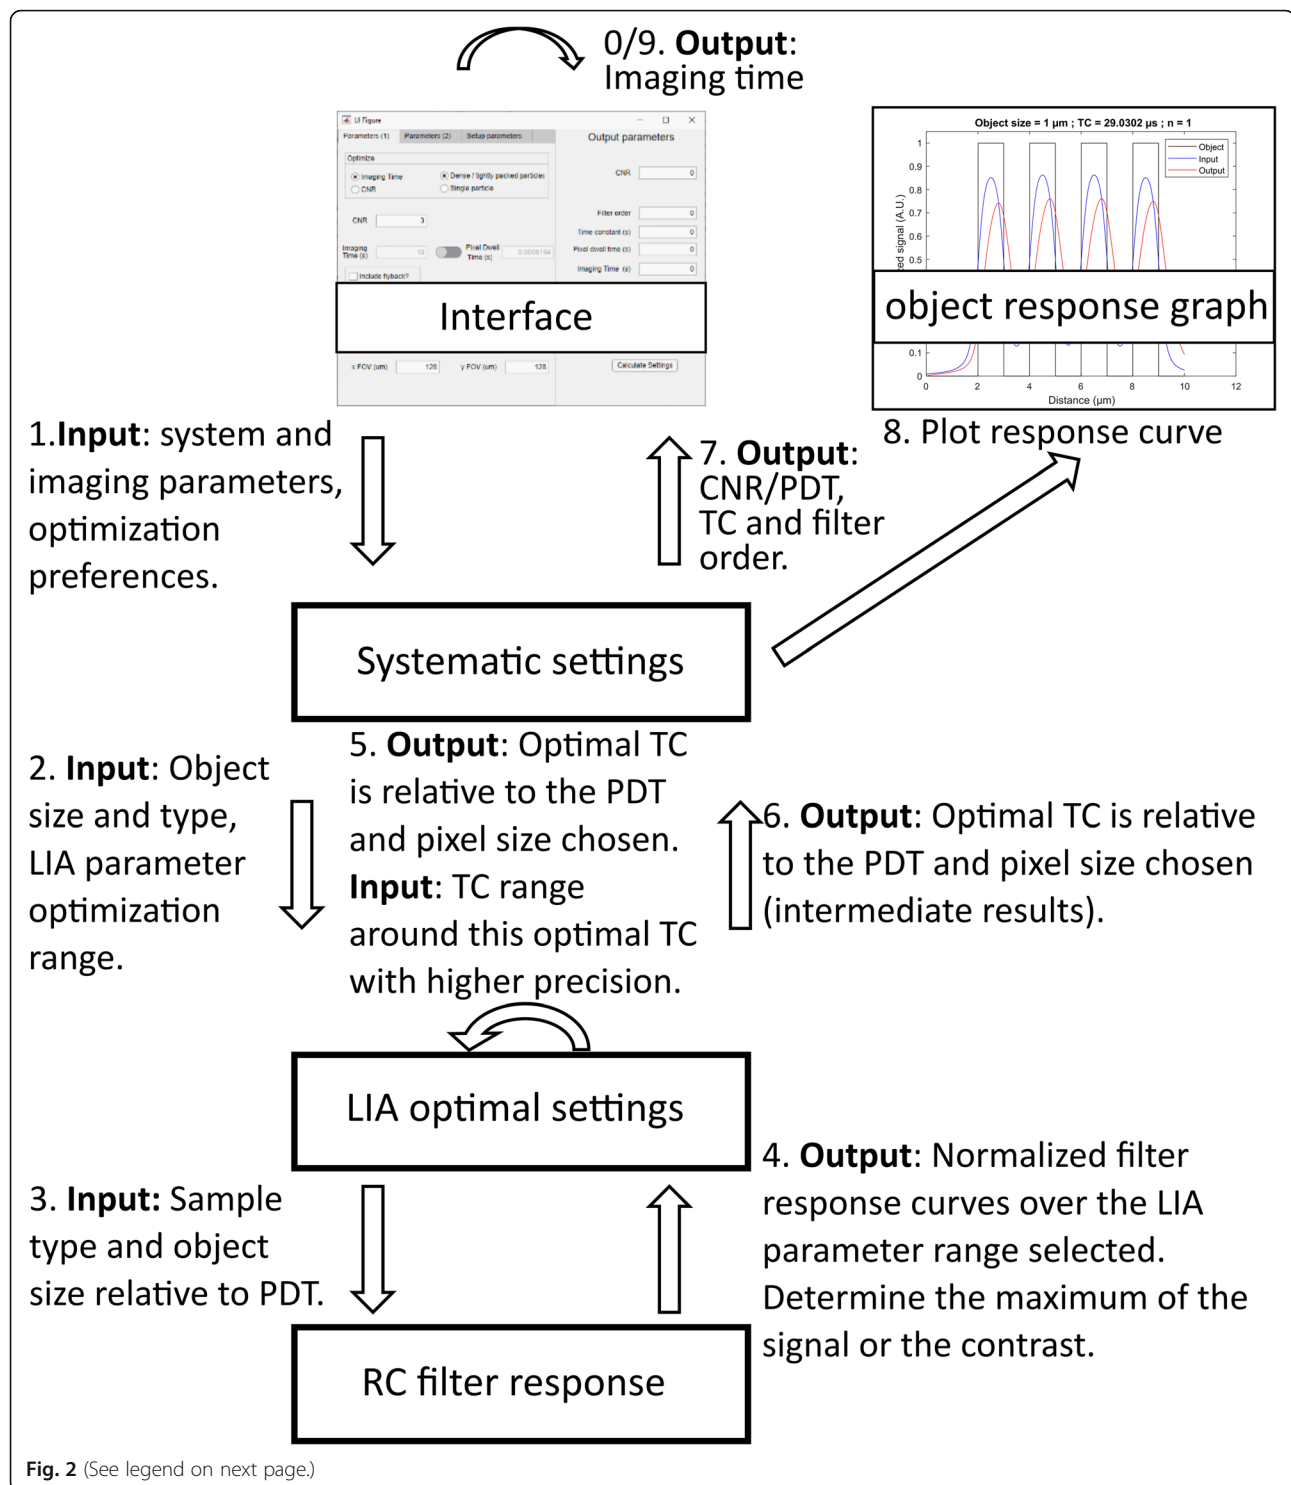 0/9. Output:
Imaging time
UI Figure
Parameters (1) Parameters (2) Setup parameters
Output parameters
Optimize
Imaging Time
Dense / tightly packed particles
CNR
Single particle
CNR 0
CNR 3
Filter order 0
Time constant (s) 0
Imaging Time (s) 10
Pixel Dwell Time (s)
Pixel dwell time (s) 0
Include flyback?
Imaging Time (s) 0
Interface
x FOV (um) 128 y FOV (um) 128
Calculate Settings
Object size = 1 µm ; TC = 29.0302 µs ; n = 1
1
0.9
0.8
0.7
0.6
0.5
0.1
0
Object
Input
Output
signal (A.U.)
object response graph
0 2 4 6 8 10 12
Distance (µm)
8. Plot response curve
1.Input: system and
imaging parameters,
optimization
preferences.
7. Output:
CNR/PDT,
TC and filter
order.
Systematic settings
2. Input: Object
size and type,
LIA parameter
optimization
range.
5. Output: Optimal TC
is relative to the PDT
and pixel size chosen.
Input: TC range
around this optimal TC
with higher precision.
6. Output: Optimal TC is relative
to the PDT and pixel size chosen
(intermediate results).
LIA optimal settings
3. Input: Sample
type and object
size relative to PDT.
4. Output: Normalized filter
response curves over the LIA
parameter range selected.
Determine the maximum of the
signal or the contrast.
RC filter response
Fig. 2 (See legend on next page.)